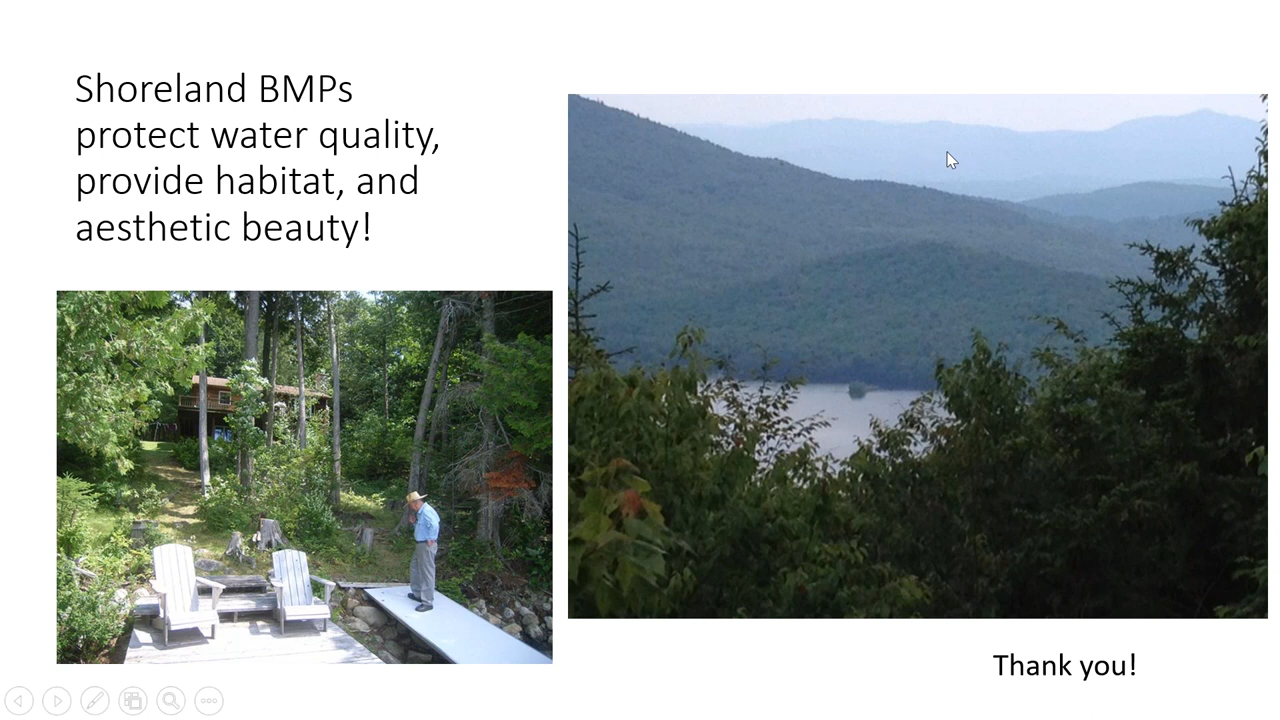 Shoreland BMPs
protect water quality,
provide habitat, and
aesthetic beauty!
Thank you!